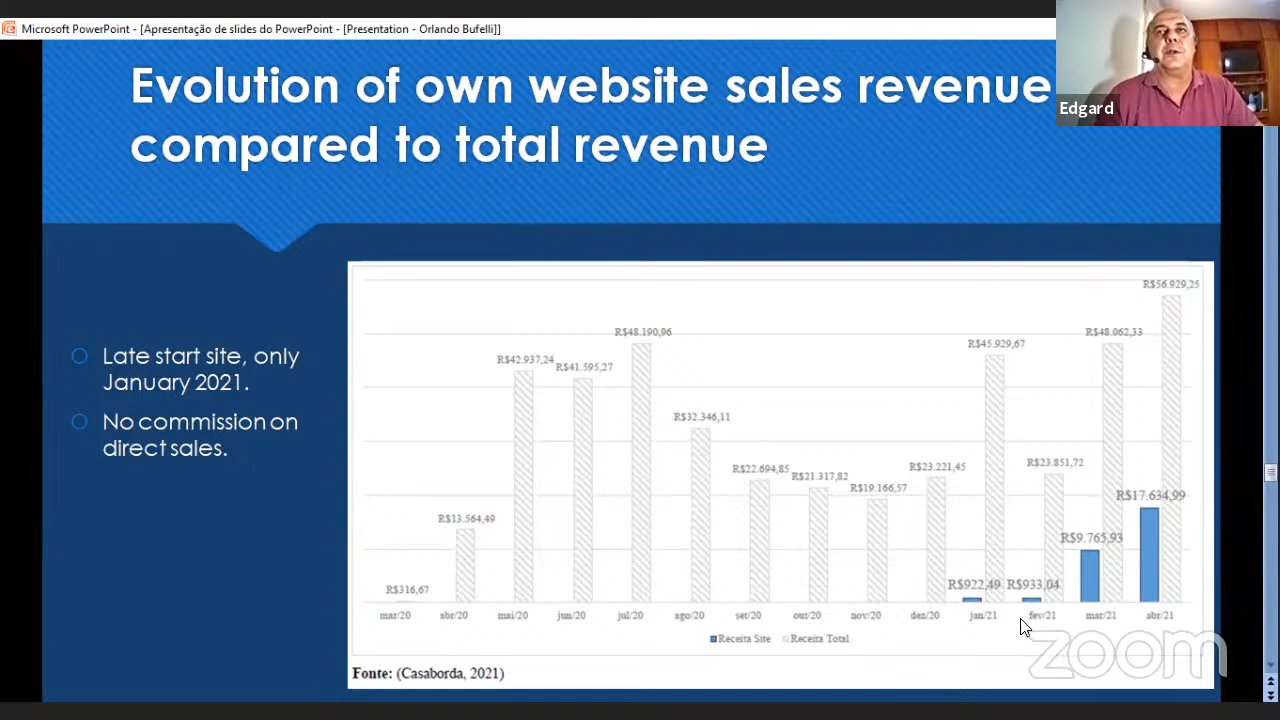 Microsoft PowerPoint - [Apresentação de slides do PowerPoint - [Presentation - Orlando Bufelli]]
Evolution of own website sales revenue
compared to total revenue
Edgard
Late start site, only
January 2021.
No commission on
direct sales.
R$316,67
R$13.564,49
R$42.937,24
R$41.595,27
R$48.190,96
R$32.346,11
R$22.694,85
R$21.317,82
R$19.166,57
R$23.221,45
R$922,49
R$45.929,67
R$933,04
R$23.851,72
R$9.765,93
R$48.062,33
R$17.634,99
R$56.929,25
mar/20 abr/20 mai/20 jun/20 jul/20 ago/20 set/20 out/20 nov/20 dez/20 jan/21 fev/21 mar/21 abr/21
Receita Site Receita Total
Fonte: (Casaborda, 2021)
zoom